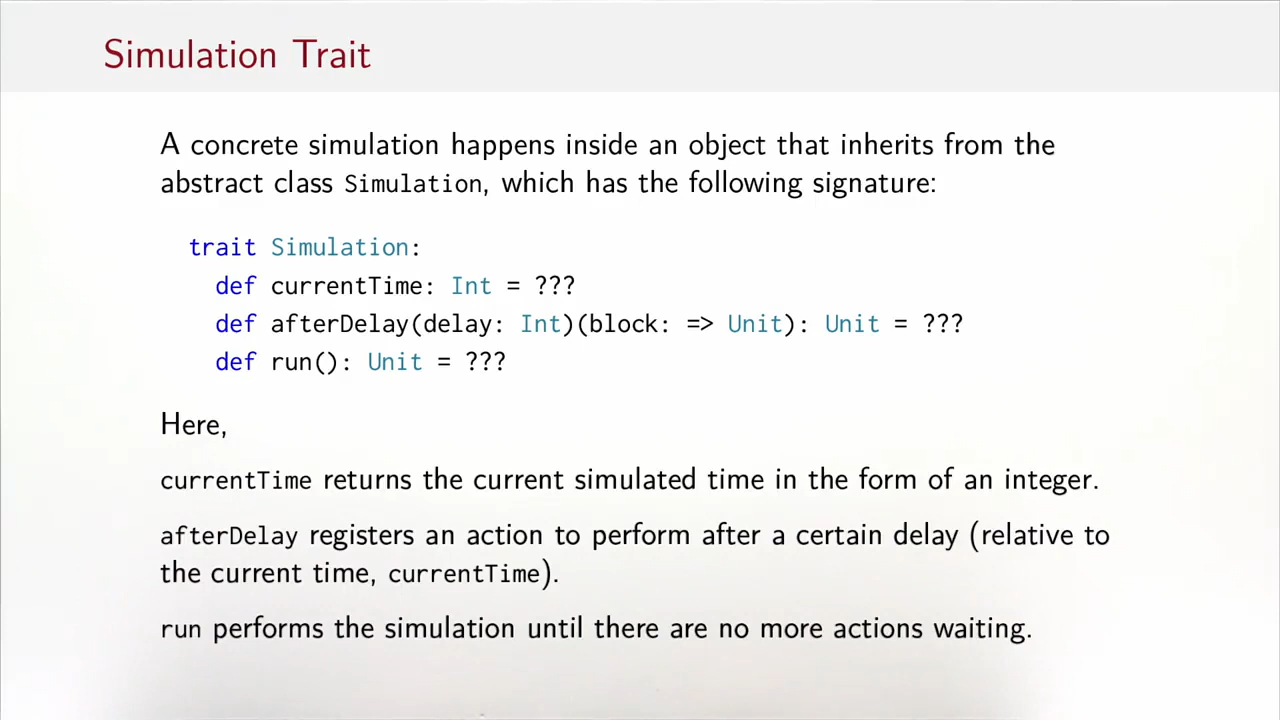 Simulation Trait
A concrete simulation happens inside an object that inherits from the
abstract class Simulation, which has the following signature:
trait Simulation:
def currentTime: Int = ???
def afterDelay(delay: Int)(block: => Unit): Unit = ???
def run(): Unit = ???
Here,
currentTime returns the current simulated time in the form of an integer.
afterDelay registers an action to perform after a certain delay (relative to
the current time, currentTime).
run performs the simulation until there are no more actions waiting.